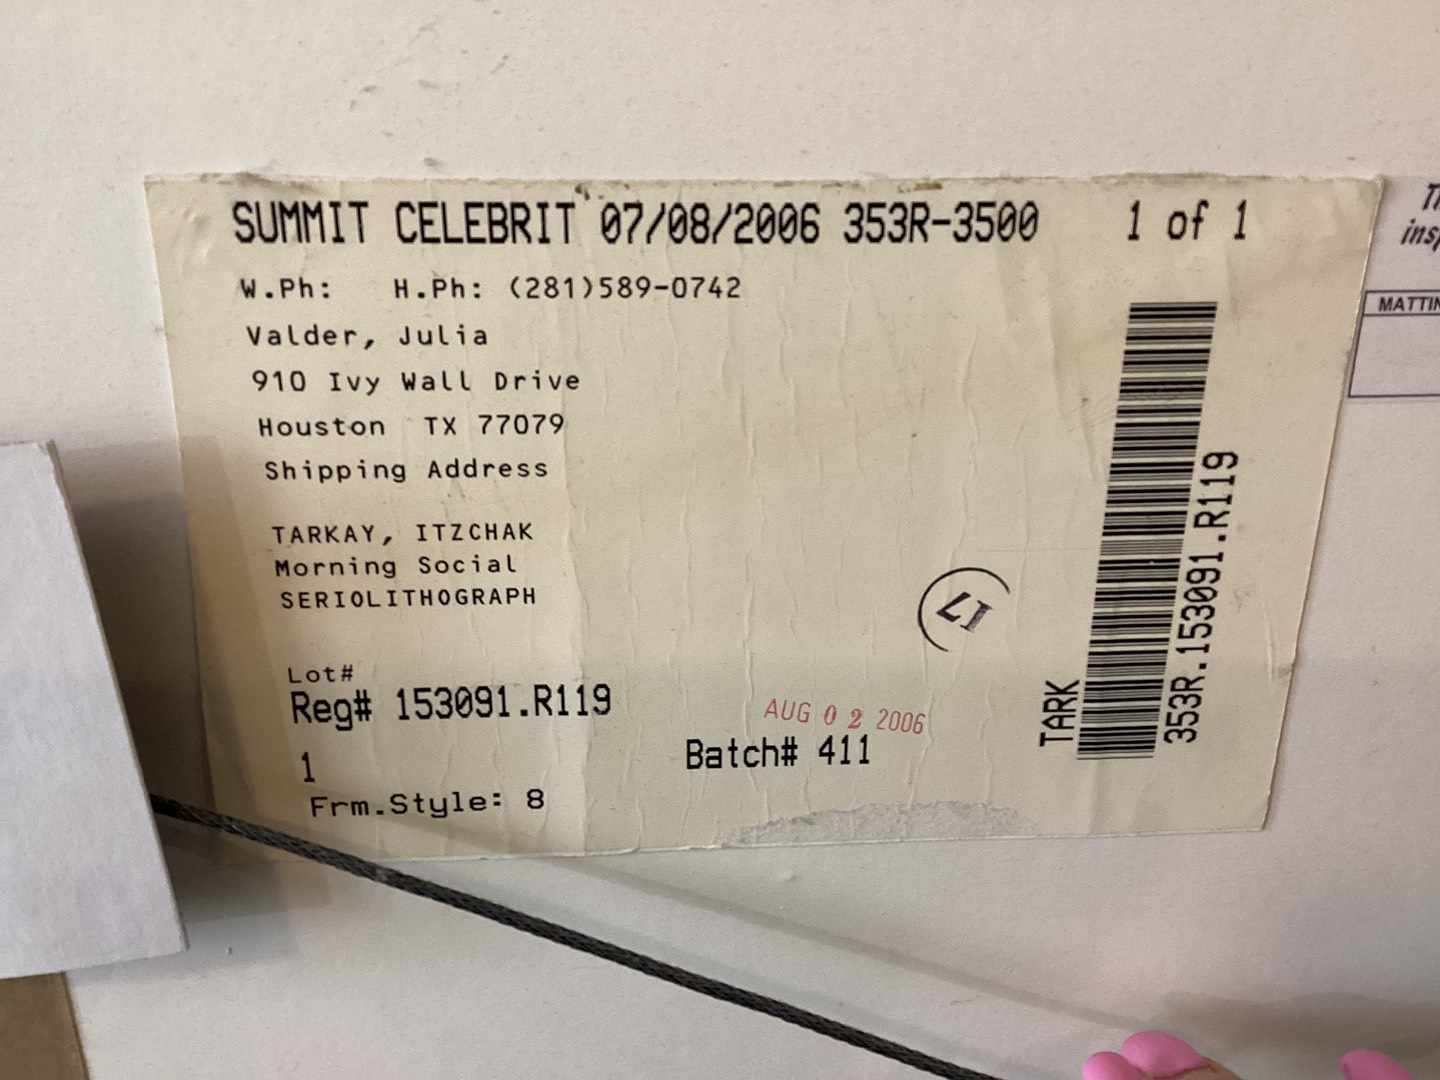 SUMMIT CELEBRIT 07/08/2006 353R-3500 1 of 1
W.Ph: H.Ph: (281)589-0742
Valder, Julia
910 Ivy Wall Drive
Houston TX 77079
Shipping Address
TARKAY, ITZCHAK
Morning Social
SERIOLITHOGRAPH
Lot#
Reg# 153091.R119
1
Frm.Style: 8
AUG 02 2006
Batch# 411
17
TARK
353R.153091.R119